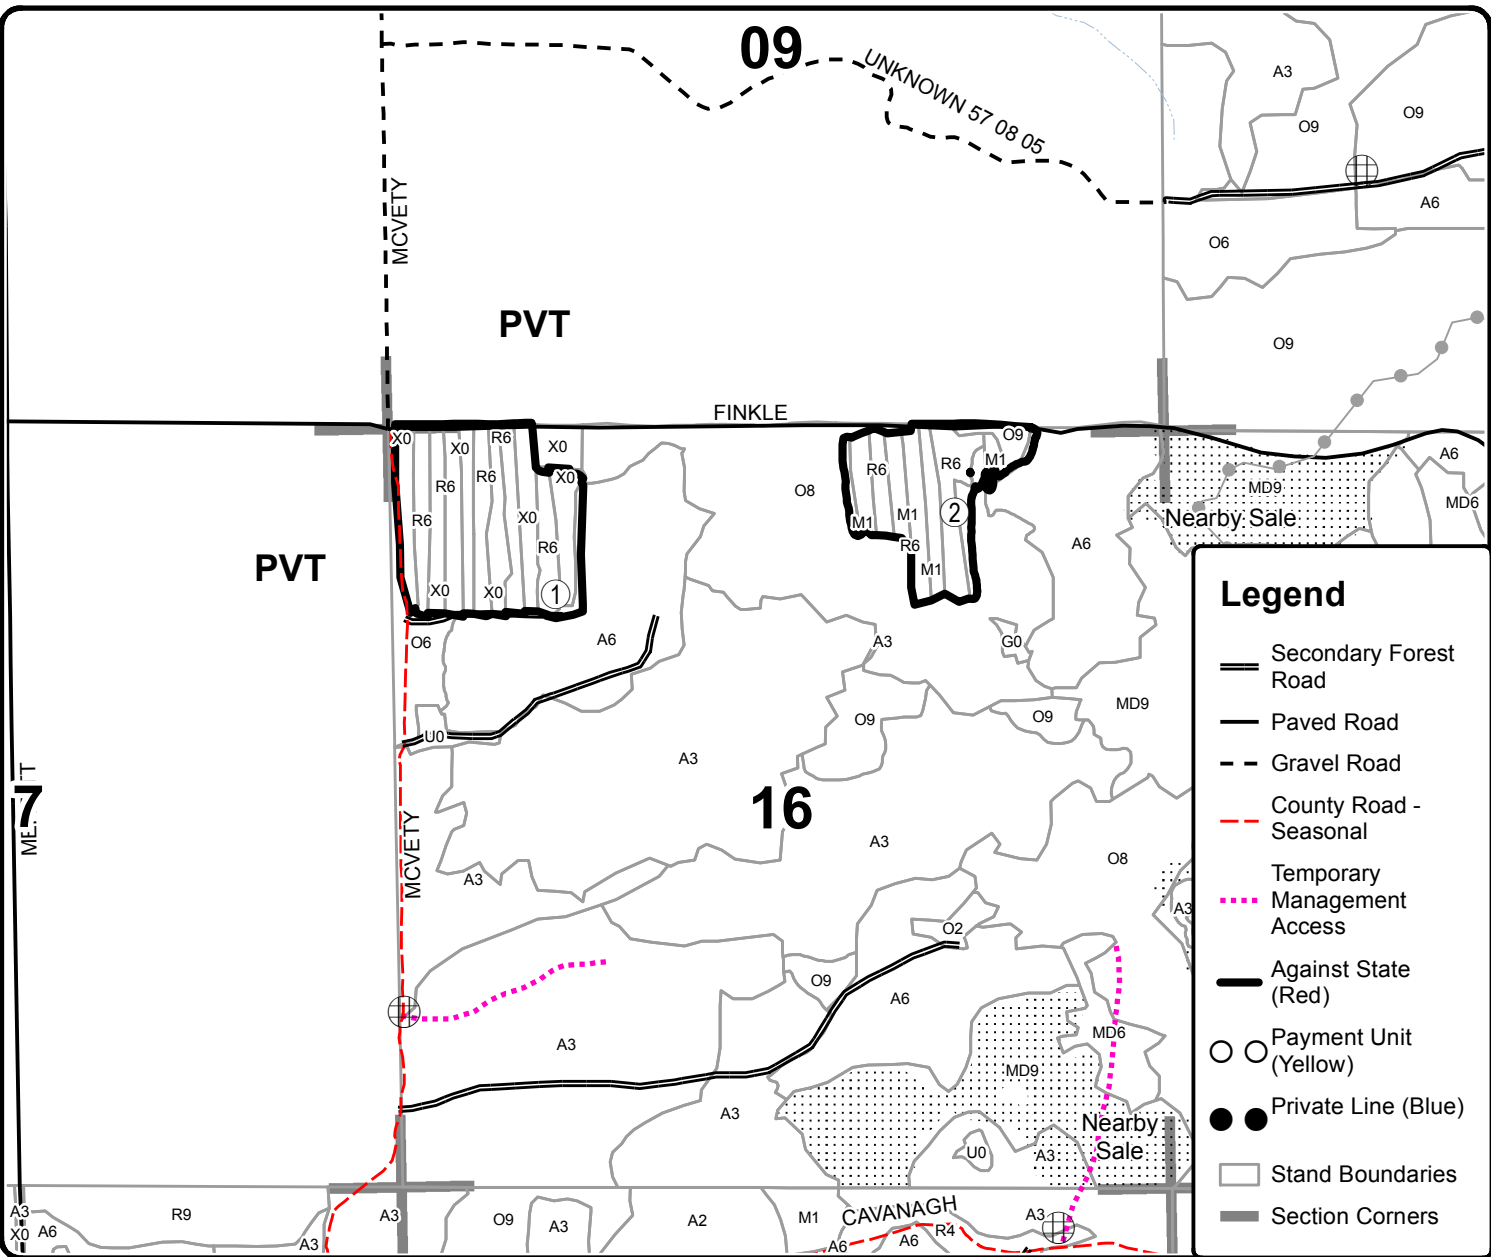 09
UNKNOWN 57 08 05
A3
O9
O9
A6
O6
MCVETY
PVT
O9
FINKLE
X0
X0
R6
X0
X0
R6
R6
R6
X0
R6
X0
X0
1
O8
R6
R6
M1
O9
M1
M1
R6
M1
2
A6
MD9
Nearby Sale
A6
MD6
PVT
O6
A6
A3
G0
U0
O9
O9
MD9
A3
7
16
MCVETY
A3
A3
O8
A3
O2
O9
A6
A3
MD6
MD9
A3
Nearby
Sale
U0
A3
A3
X0
A6
R9
A3
A3
O9
A3
A2
M1
CAVANAGH
A6
A6
R4
A3
Legend
Secondary Forest
Road
Paved Road
Gravel Road
County Road -
Seasonal
Temporary
Management
Access
Against State
(Red)
Payment Unit
(Yellow)
Private Line (Blue)
Stand Boundaries
Section Corners